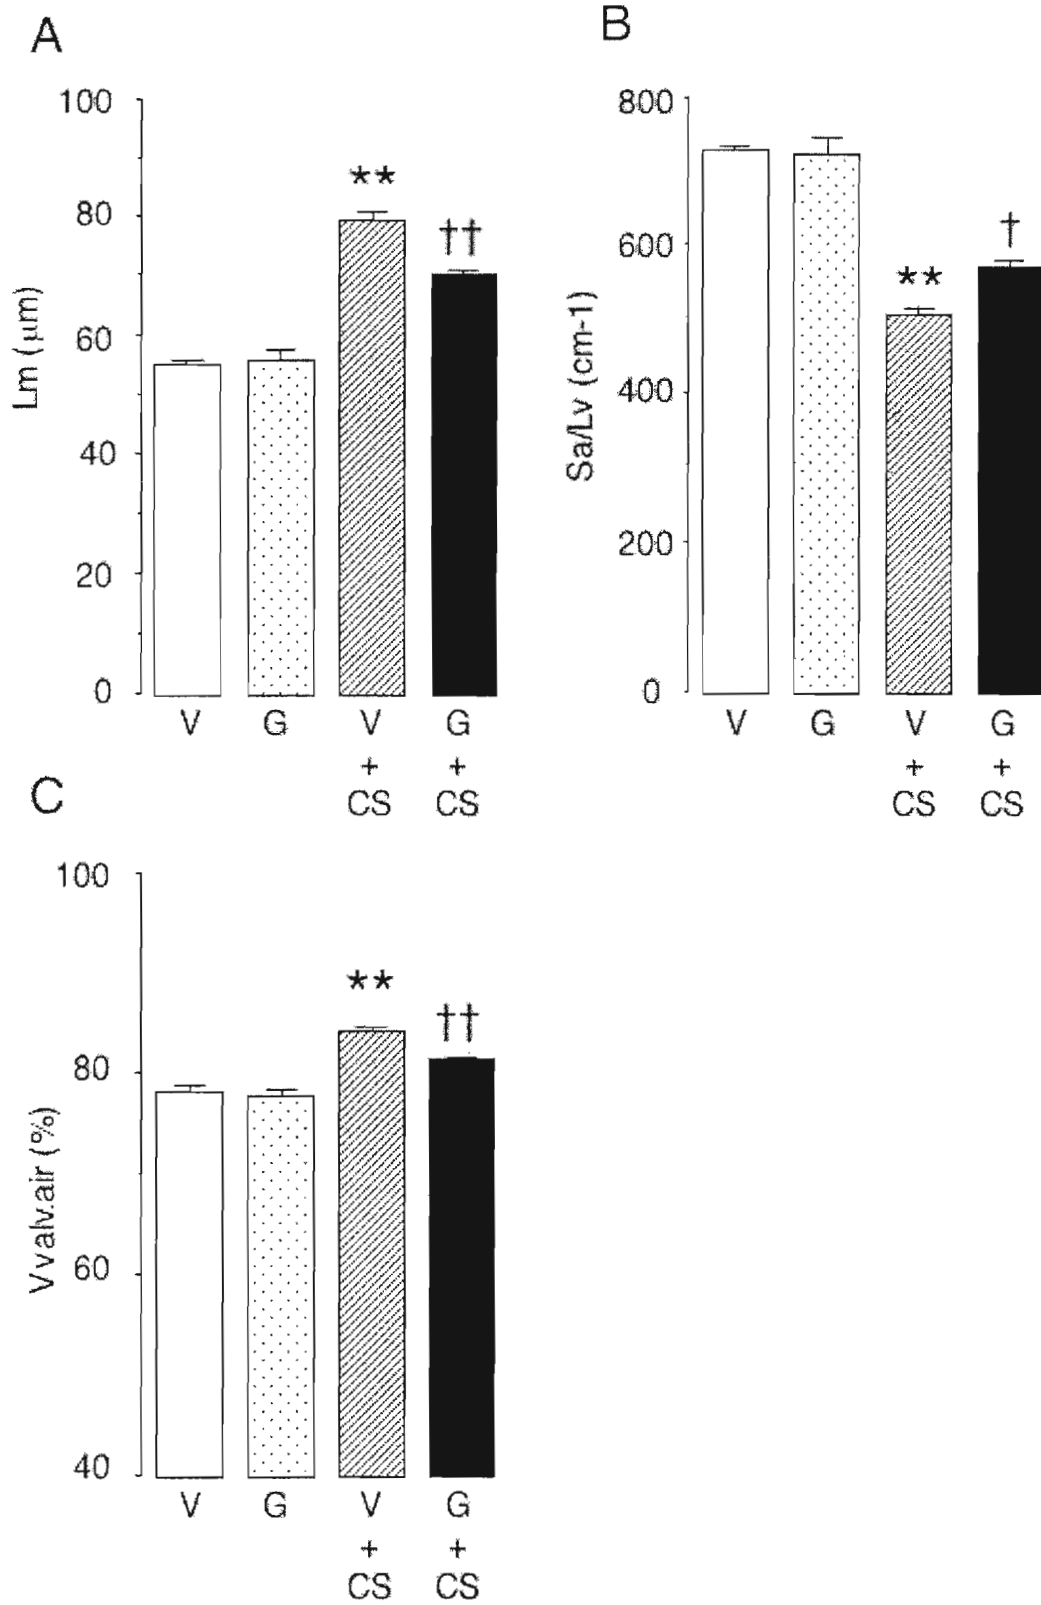 A
100
80
60
40
20
0
Lm (μm)
**
††
V G V G
+ +
CS CS
B
800
600
400
200
0
Sa/Lv (cm-1)
**
†
V G V G
+ +
CS CS
C
100
80
60
40
Vvalv.air (%)
**
††
V G V G
+ +
CS CS